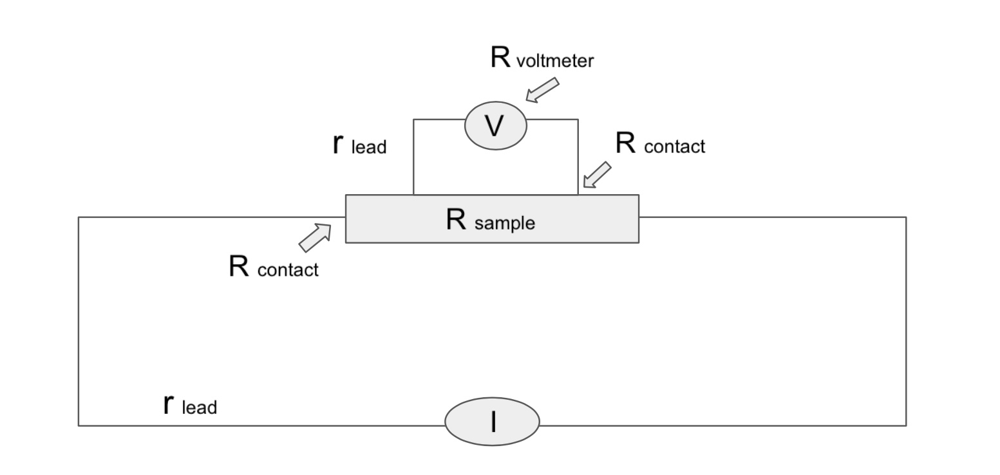 R voltmeter
V
r lead
R contact
R sample
R contact
r lead
I